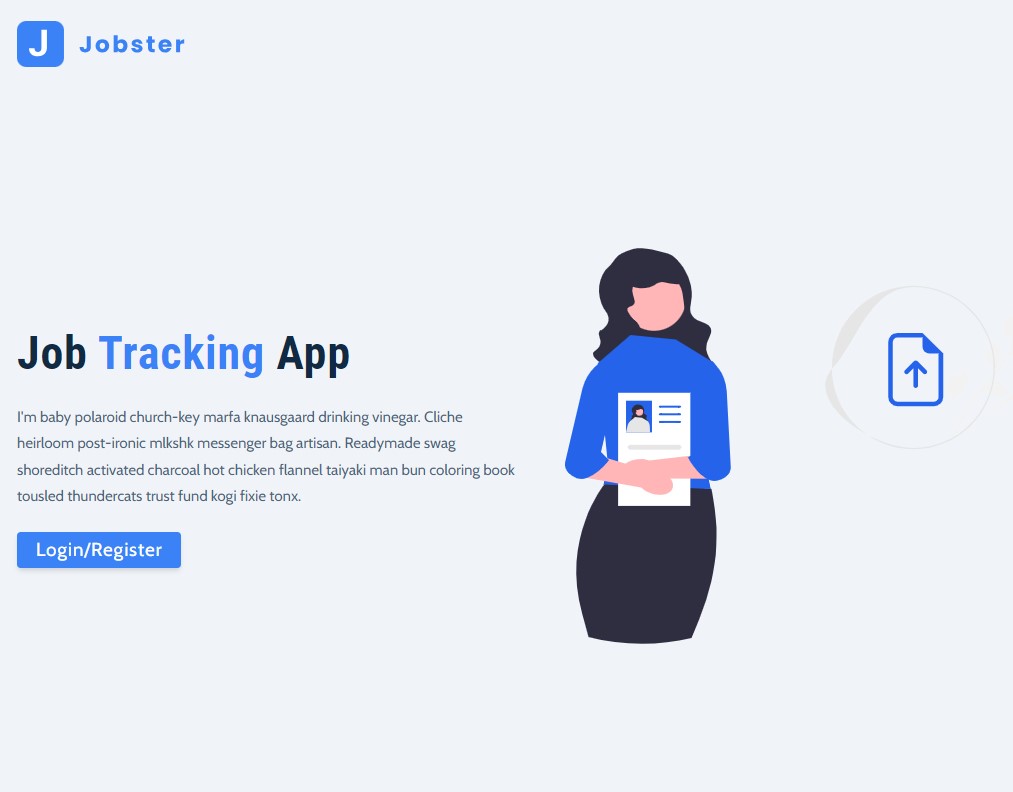 J Jobster
Job Tracking App
I'm baby polaroid church-key marfa knausgaard drinking vinegar. Cliche
heirloom post-ironic mlkshk messenger bag artisan. Readymade swag
shoreditch activated charcoal hot chicken flannel taiyaki man bun coloring book
tousled thundercats trust fund kogi fixie tonx.
Login/Register